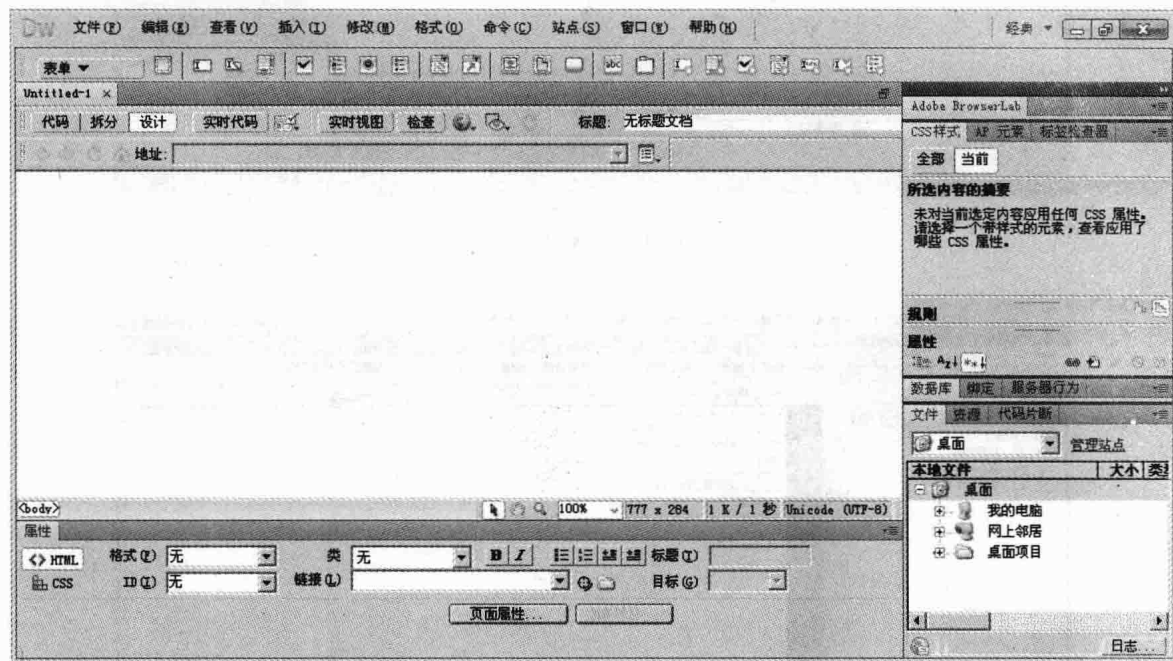 Dw 文件(F) 编辑(E) 查看(V) 插入(I) 修改(M) 格式(O) 命令(C) 站点(S) 窗口(W) 帮助(H) 经典
表单 abc
Untitled-1 ×
代码 拆分 设计 实时代码 实时视图 检查 标题: 无标题文档
地址:
<body> 100% 777 x 284 1 K / 1 秒 Unicode (UTF-8)
属性
<> HTML 格式(F) 无 类 无 B I 标题(T)
CSS ID(I) 无 链接(L) 目标(G)
页面属性...
Adobe BrowserLab
CSS样式 AP 元素 标签检查器
全部 当前
所选内容的摘要
未对当前选定内容应用任何 CSS 属性。
请选择一个带样式的元素，查看应用了
哪些 CSS 属性。
规则
属性
数据库 绑定 服务器行为
文件 资源 代码片断
桌面 管理站点
本地文件 大小 类型
桌面
我的电脑
网上邻居
桌面项目
日志...